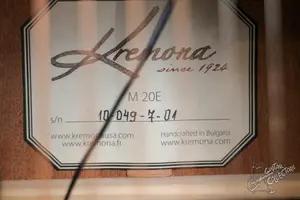 Kremona
since 1924
M 20E
s/n 10-049-7-01
www.kremonausa.com Handcrafted in Bulgaria
www.kremona.fi www.kremona.com